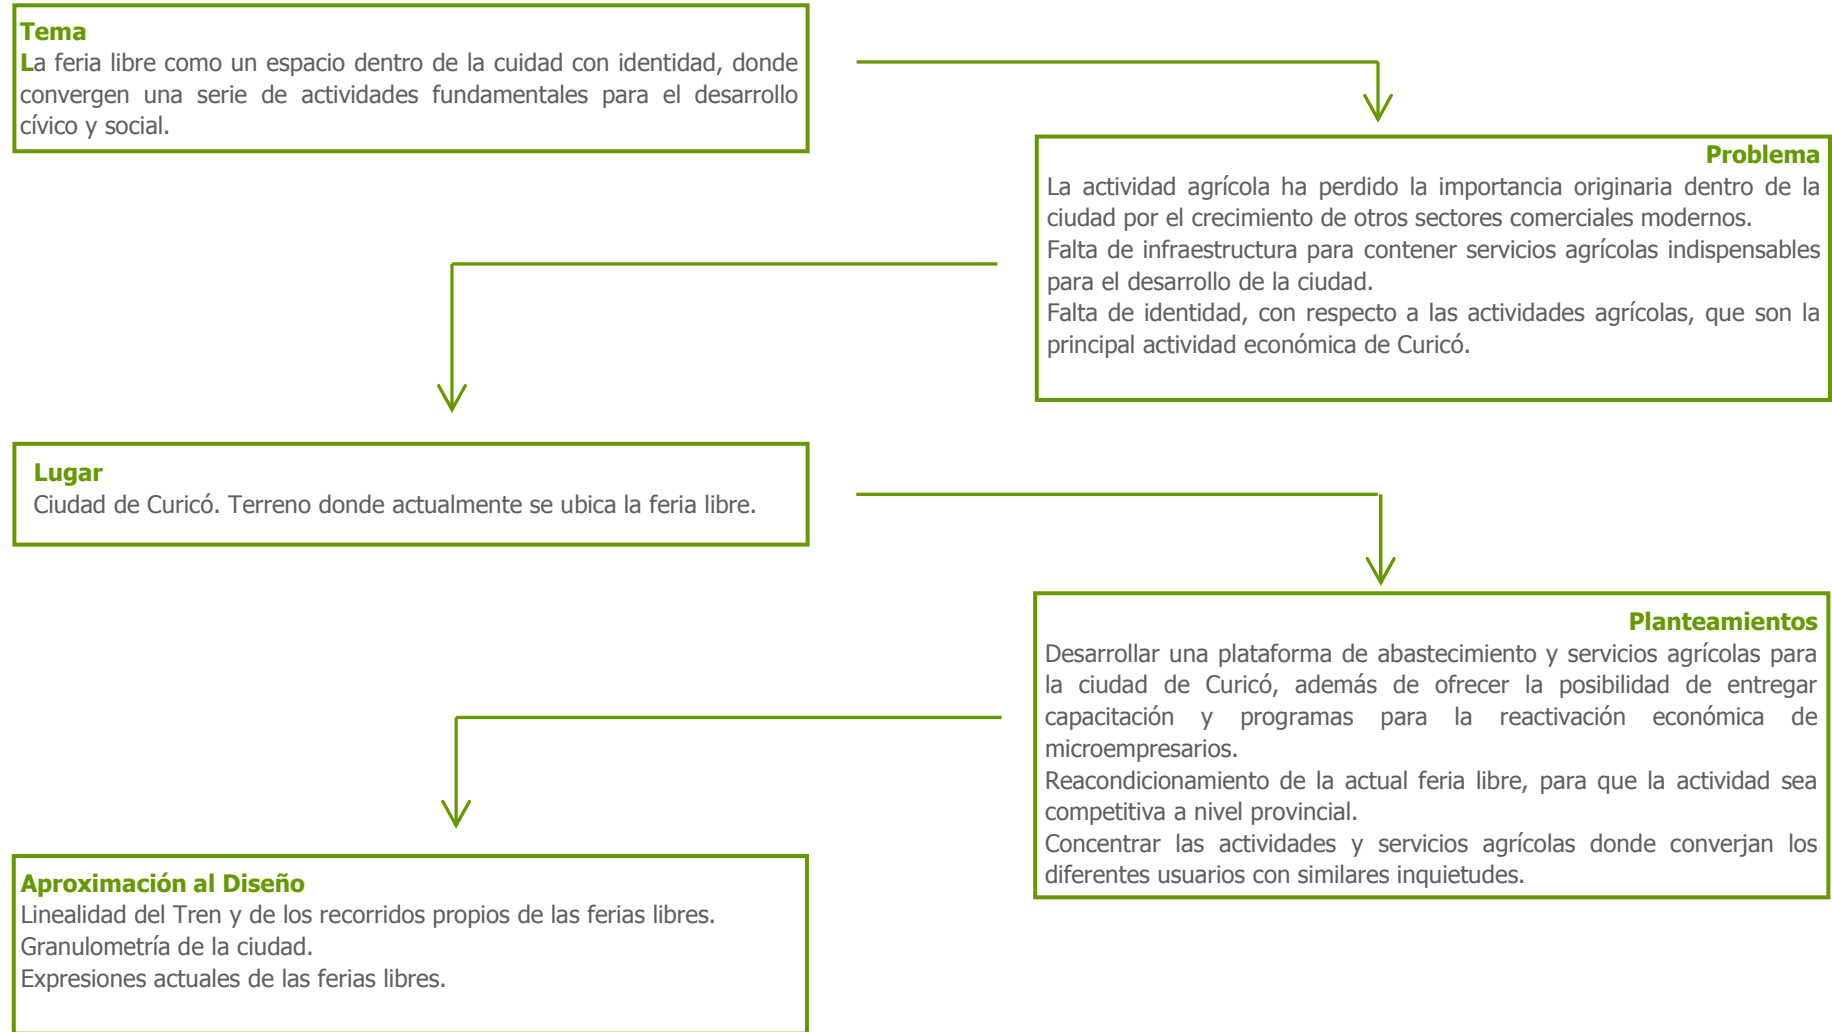 Tema
La feria libre como un espacio dentro de la cuidad con identidad, donde
convergen una serie de actividades fundamentales para el desarrollo
cívico y social.
Problema
La actividad agrícola ha perdido la importancia originaria dentro de la
ciudad por el crecimiento de otros sectores comerciales modernos.
Falta de infraestructura para contener servicios agrícolas indispensables
para el desarrollo de la ciudad.
Falta de identidad, con respecto a las actividades agrícolas, que son la
principal actividad económica de Curicó.
Lugar
Ciudad de Curicó. Terreno donde actualmente se ubica la feria libre.
Planteamientos
Desarrollar una plataforma de abastecimiento y servicios agrícolas para
la ciudad de Curicó, además de ofrecer la posibilidad de entregar
capacitación y programas para la reactivación económica de
microempresarios.
Reacondicionamiento de la actual feria libre, para que la actividad sea
competitiva a nivel provincial.
Concentrar las actividades y servicios agrícolas donde converjan los
diferentes usuarios con similares inquietudes.
Aproximación al Diseño
Linealidad del Tren y de los recorridos propios de las ferias libres.
Granulometría de la ciudad.
Expresiones actuales de las ferias libres.